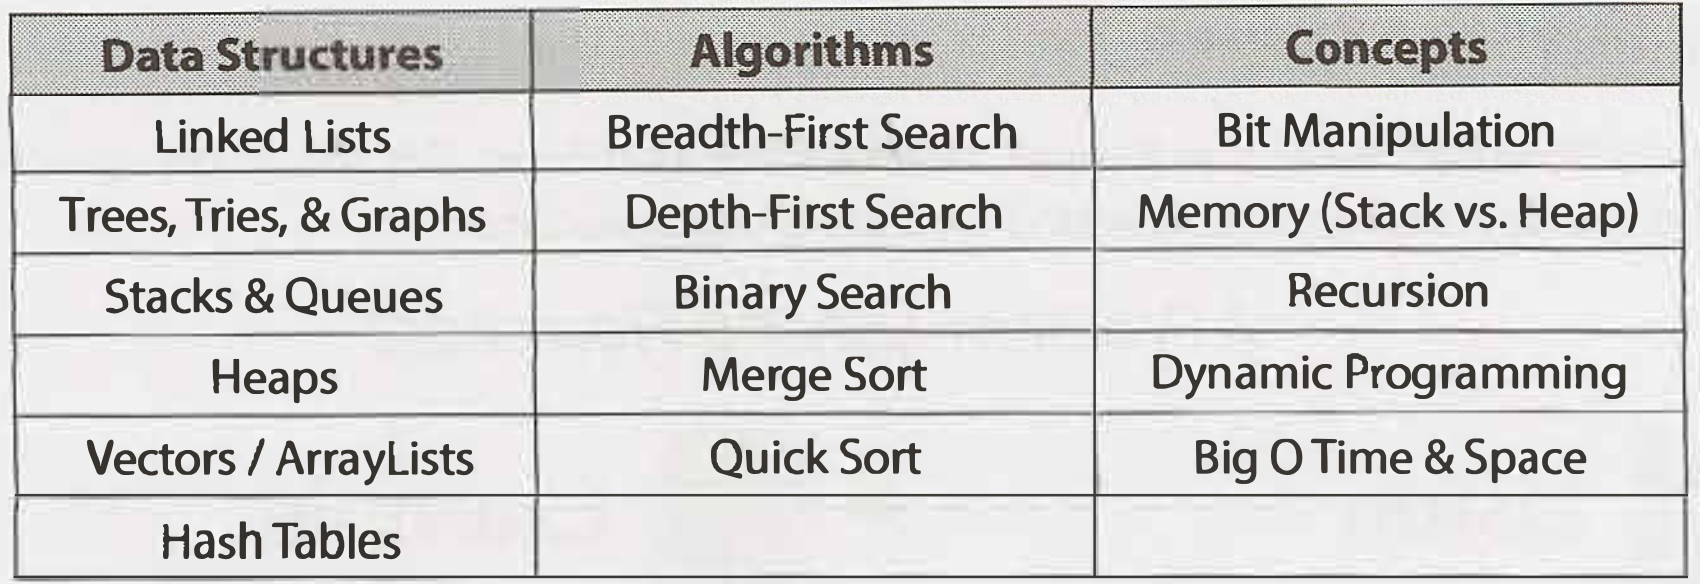 Data Structures Algorithms Concepts
Linked Lists Breadth-First Search Bit Manipulation
Trees, Tries, & Graphs Depth-First Search Memory (Stack vs. Heap)
Stacks & Queues Binary Search Recursion
Heaps Merge Sort Dynamic Programming
Vectors / ArrayLists Quick Sort Big O Time & Space
Hash Tables